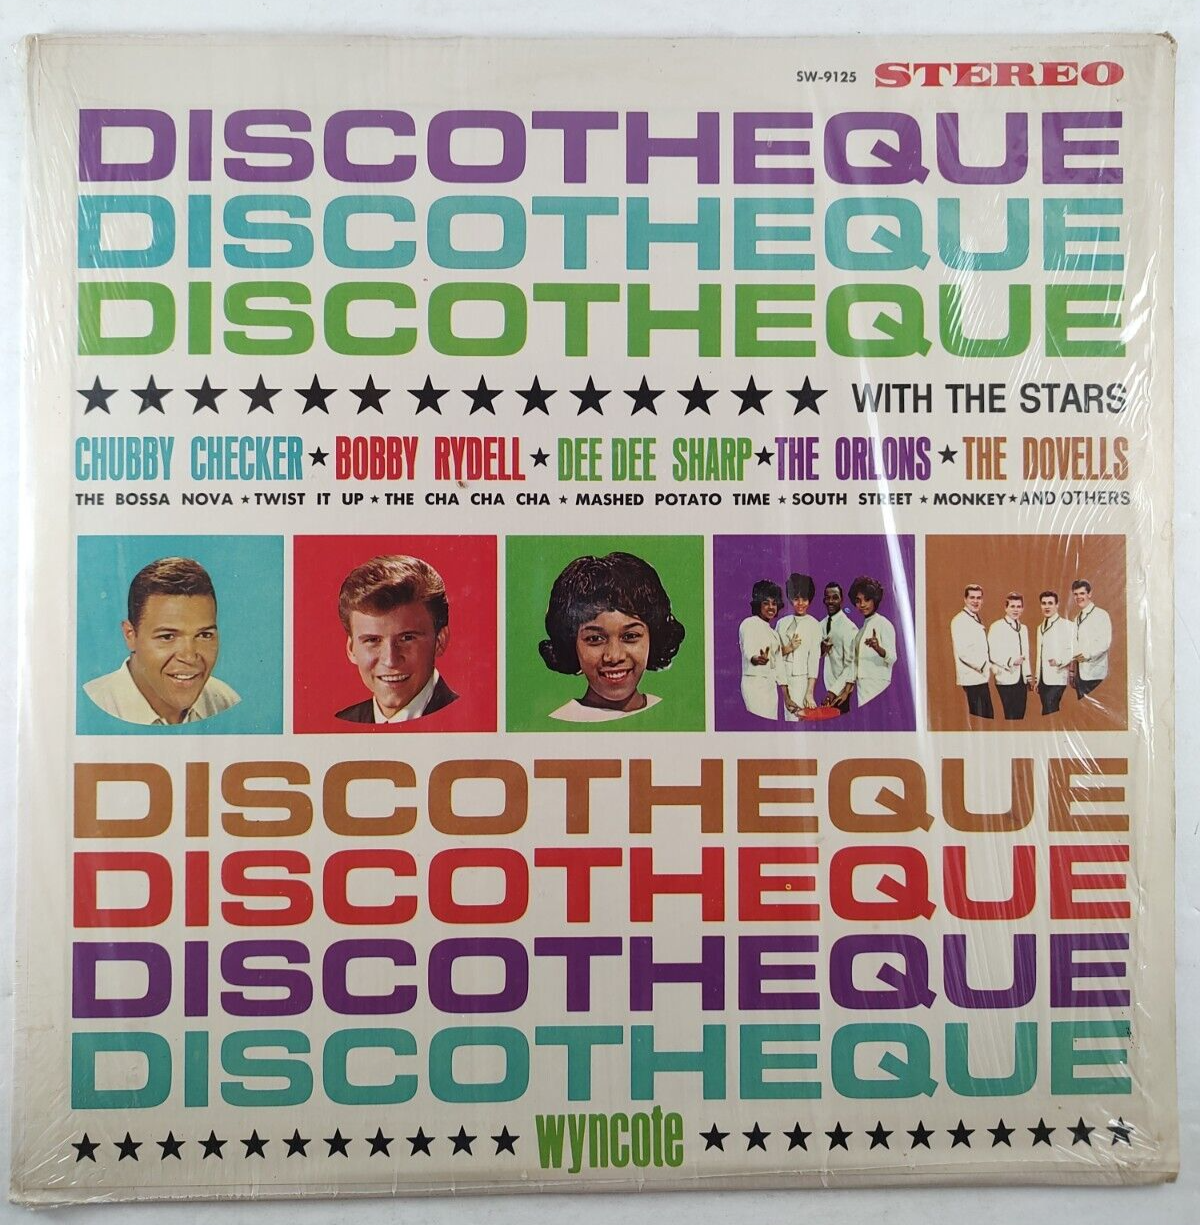 SW-9125 STEREO
DISCOTHEQUE
DISCOTHEQUE
DISCOTHEQUE
★★★★★★★★★★★★★★ WITH THE STARS
CHUBBY CHECKER ★ BOBBY RYDELL ★ DEE DEE SHARP ★ THE ORLONS ★ THE DOVELLS
THE BOSSA NOVA ★ TWIST IT UP ★ THE CHA CHA CHA ★ MASHED POTATO TIME ★ SOUTH STREET ★ MONKEY ★ AND OTHERS
DISCOTHEQUE
DISCOTHEQUE
DISCOTHEQUE
DISCOTHEQUE
★★★★★★★★★★★ wyncote ★★★★★★★★★★★